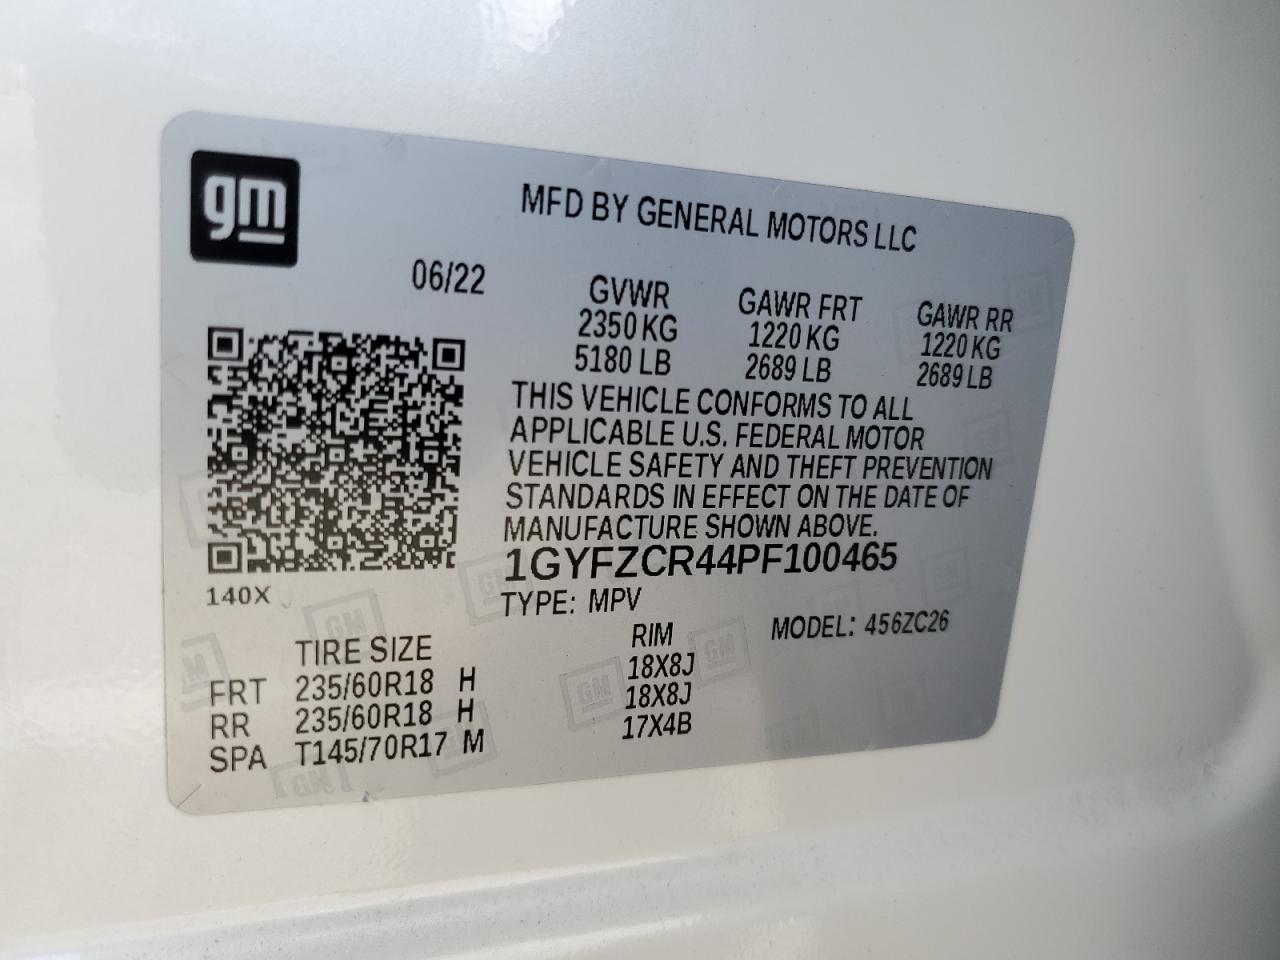 gm
MFD BY GENERAL MOTORS LLC
06/22
GVWR GAWR FRT GAWR RR
2350 KG 1220 KG 1220 KG
5180 LB 2689 LB 2689 LB
THIS VEHICLE CONFORMS TO ALL
APPLICABLE U.S. FEDERAL MOTOR
VEHICLE SAFETY AND THEFT PREVENTION
STANDARDS IN EFFECT ON THE DATE OF
MANUFACTURE SHOWN ABOVE.
1GYFZCR44PF100465
140X
TYPE: MPV MODEL: 456ZC26
TIRE SIZE RIM
FRT 235/60R18 H 18X8J
RR 235/60R18 H 18X8J
SPA T145/70R17 M 17X4B